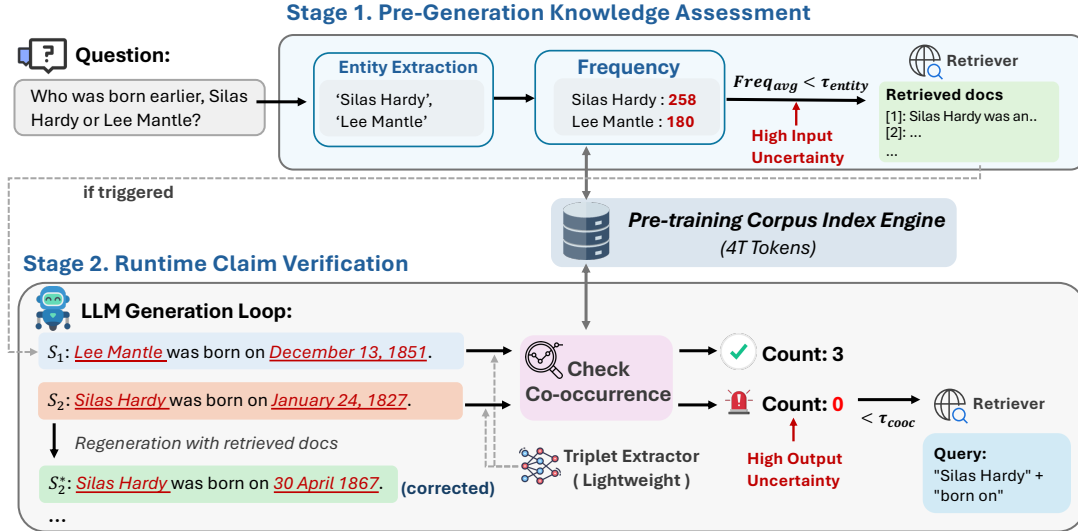 Stage 1. Pre-Generation Knowledge Assessment
?
Question:
Who was born earlier, Silas
Hardy or Lee Mantle?
Entity Extraction
'Silas Hardy',
'Lee Mantle'
Frequency
Silas Hardy : 258
Lee Mantle : 180
Freq_avg < τ_entity
High Input
Uncertainty
Retriever
Retrieved docs
[1]: Silas Hardy was an..
[2]: ...
...
if triggered
Pre-training Corpus Index Engine
(4T Tokens)
Stage 2. Runtime Claim Verification
LLM Generation Loop:
S_1: Lee Mantle was born on December 13, 1851.
S_2: Silas Hardy was born on January 24, 1827.
Regeneration with retrieved docs
S_2^*: Silas Hardy was born on 30 April 1867. (corrected)
...
Check
Co-occurrence
Triplet Extractor
( Lightweight )
Count: 3
Count: 0
< τ_cooc
High Output
Uncertainty
Retriever
Query:
"Silas Hardy" +
"born on"